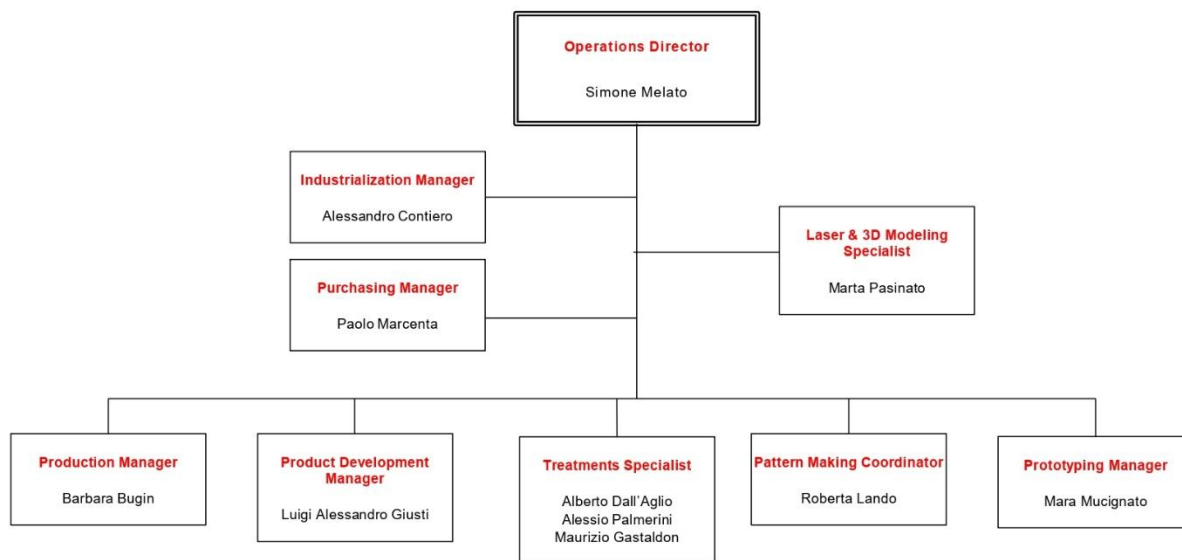 Operations Director
Simone Melato
Industrialization Manager
Alessandro Contiero
Laser & 3D Modeling
Specialist
Marta Pasinato
Purchasing Manager
Paolo Marcenta
Production Manager
Barbara Bugin
Product Development
Manager
Luigi Alessandro Giusti
Treatments Specialist
Alberto Dall'Aglio
Alessio Palmerini
Maurizio Gastaldon
Pattern Making Coordinator
Roberta Lando
Prototyping Manager
Mara Mucignato